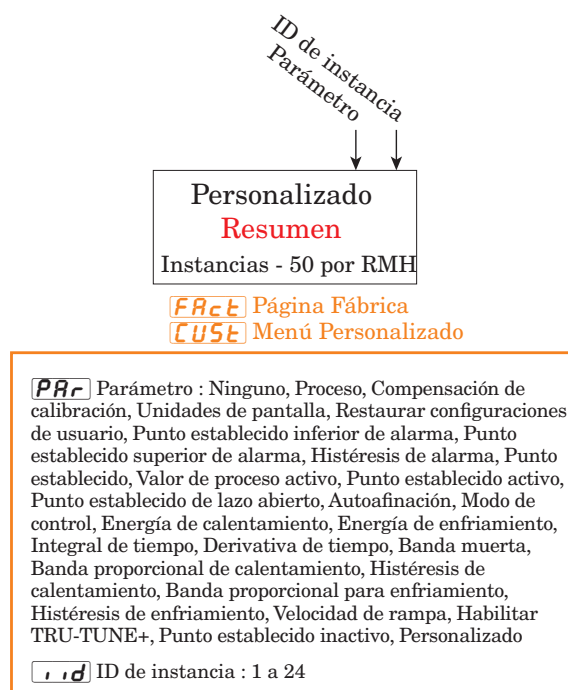 ID de instancia
Parámetro
Personalizado
Resumen
Instancias - 50 por RMH
FAct Página Fábrica
CUSt Menú Personalizado
PAr Parámetro : Ninguno, Proceso, Compensación de
calibración, Unidades de pantalla, Restaurar configuraciones
de usuario, Punto establecido inferior de alarma, Punto
establecido superior de alarma, Histéresis de alarma, Punto
establecido, Valor de proceso activo, Punto establecido activo,
Punto establecido de lazo abierto, Autoafinación, Modo de
control, Energía de calentamiento, Energía de enfriamiento,
Integral de tiempo, Derivativa de tiempo, Banda muerta,
Banda proporcional de calentamiento, Histéresis de
calentamiento, Banda proporcional para enfriamiento,
Histéresis de enfriamiento, Velocidad de rampa, Habilitar
TRU-TUNE+, Punto establecido inactivo, Personalizado
iid ID de instancia : 1 a 24